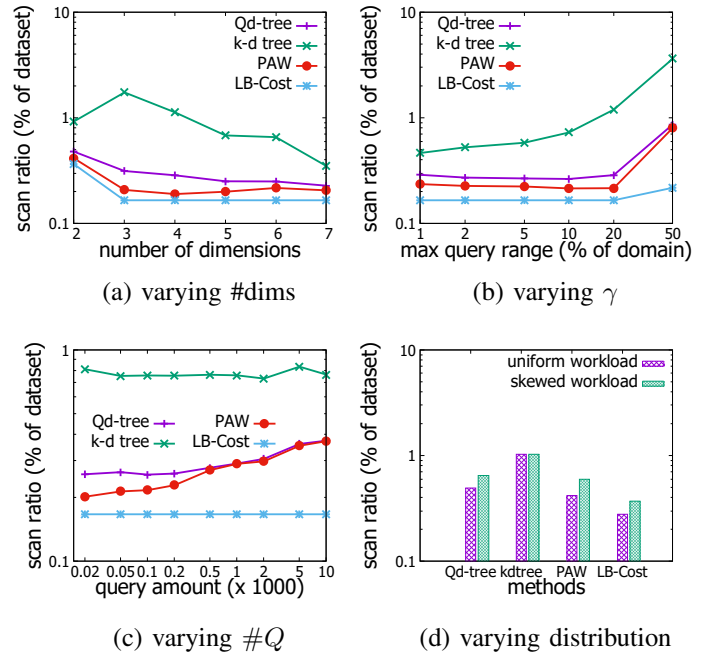 scan ratio (% of dataset)
10
1
0.1
Qd-tree
k-d tree
PAW
LB-Cost
2 3 4 5 6 7
number of dimensions
(a) varying #dims
scan ratio (% of dataset)
10
1
0.1
Qd-tree
k-d tree
PAW
LB-Cost
1 2 5 10 20 50
max query range (% of domain)
(b) varying γ
scan ratio (% of dataset)
1
0.1
Qd-tree PAW
k-d tree LB-Cost
0.02 0.05 0.1 0.2 0.5 1 2 5 10
query amount (x 1000)
(c) varying #Q
scan ratio (% of dataset)
10
1
0.1
uniform workload
skewed workload
Qd-tree kdtree PAW LB-Cost
methods
(d) varying distribution